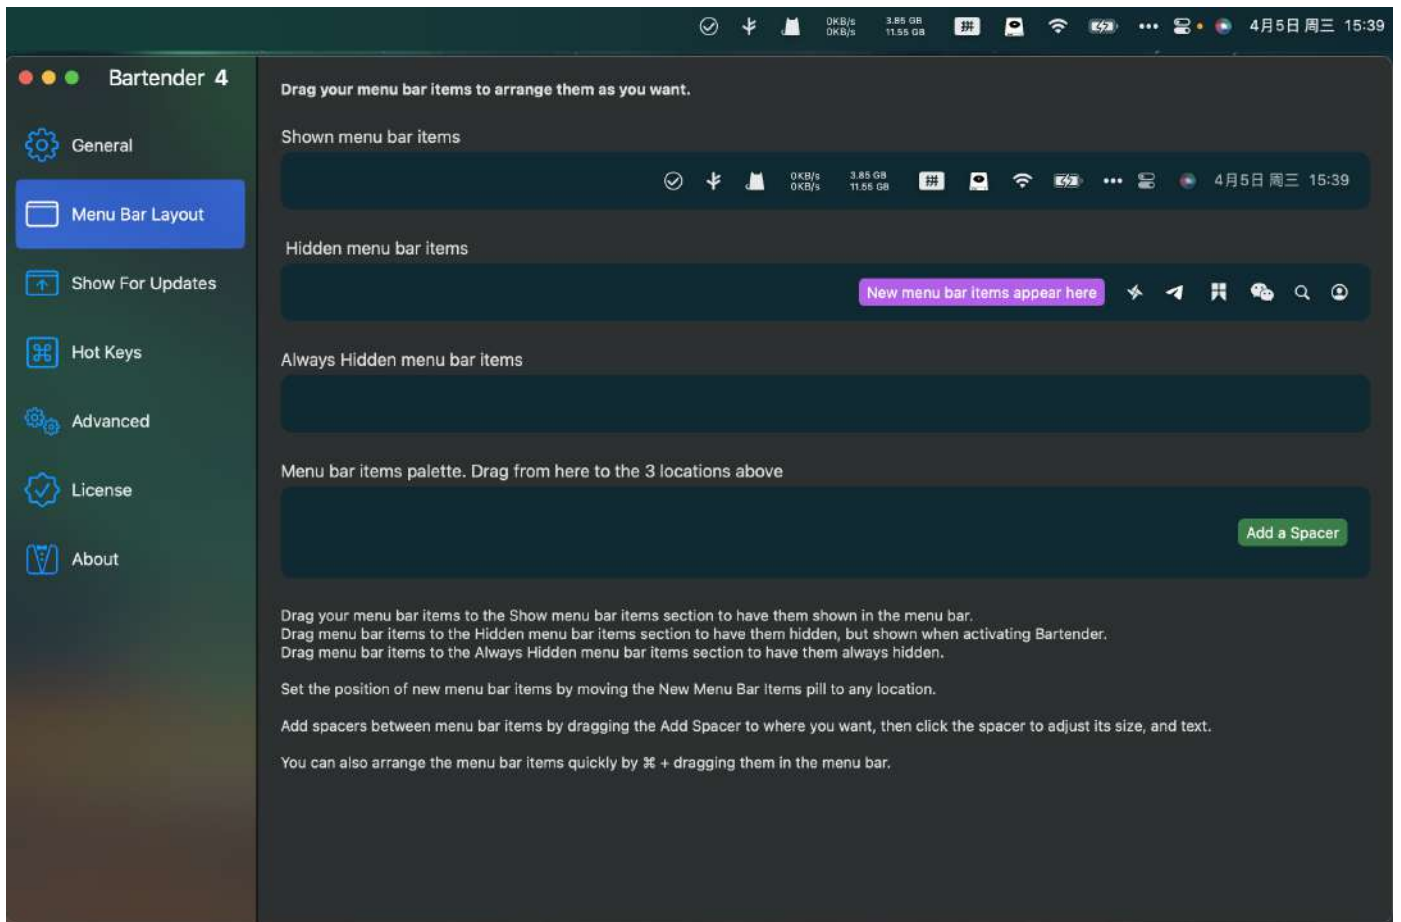 0KB/s 3.85 GB 拼 4月5日 周三 15:39
0KB/s 11.55 GB
Bartender 4
General
Menu Bar Layout
Show For Updates
Hot Keys
Advanced
License
About
Drag your menu bar items to arrange them as you want.
Shown menu bar items
0KB/s 3.85 GB 拼 4月5日 周三 15:39
0KB/s 11.55 GB
Hidden menu bar items
New menu bar items appear here
Always Hidden menu bar items
Menu bar items palette. Drag from here to the 3 locations above
Add a Spacer
Drag your menu bar items to the Show menu bar items section to have them shown in the menu bar.
Drag menu bar items to the Hidden menu bar items section to have them hidden, but shown when activating Bartender.
Drag menu bar items to the Always Hidden menu bar items section to have them always hidden.
Set the position of new menu bar items by moving the New Menu Bar Items pill to any location.
Add spacers between menu bar items by dragging the Add Spacer to where you want, then click the spacer to adjust its size, and text.
You can also arrange the menu bar items quickly by ⌘ + dragging them in the menu bar.